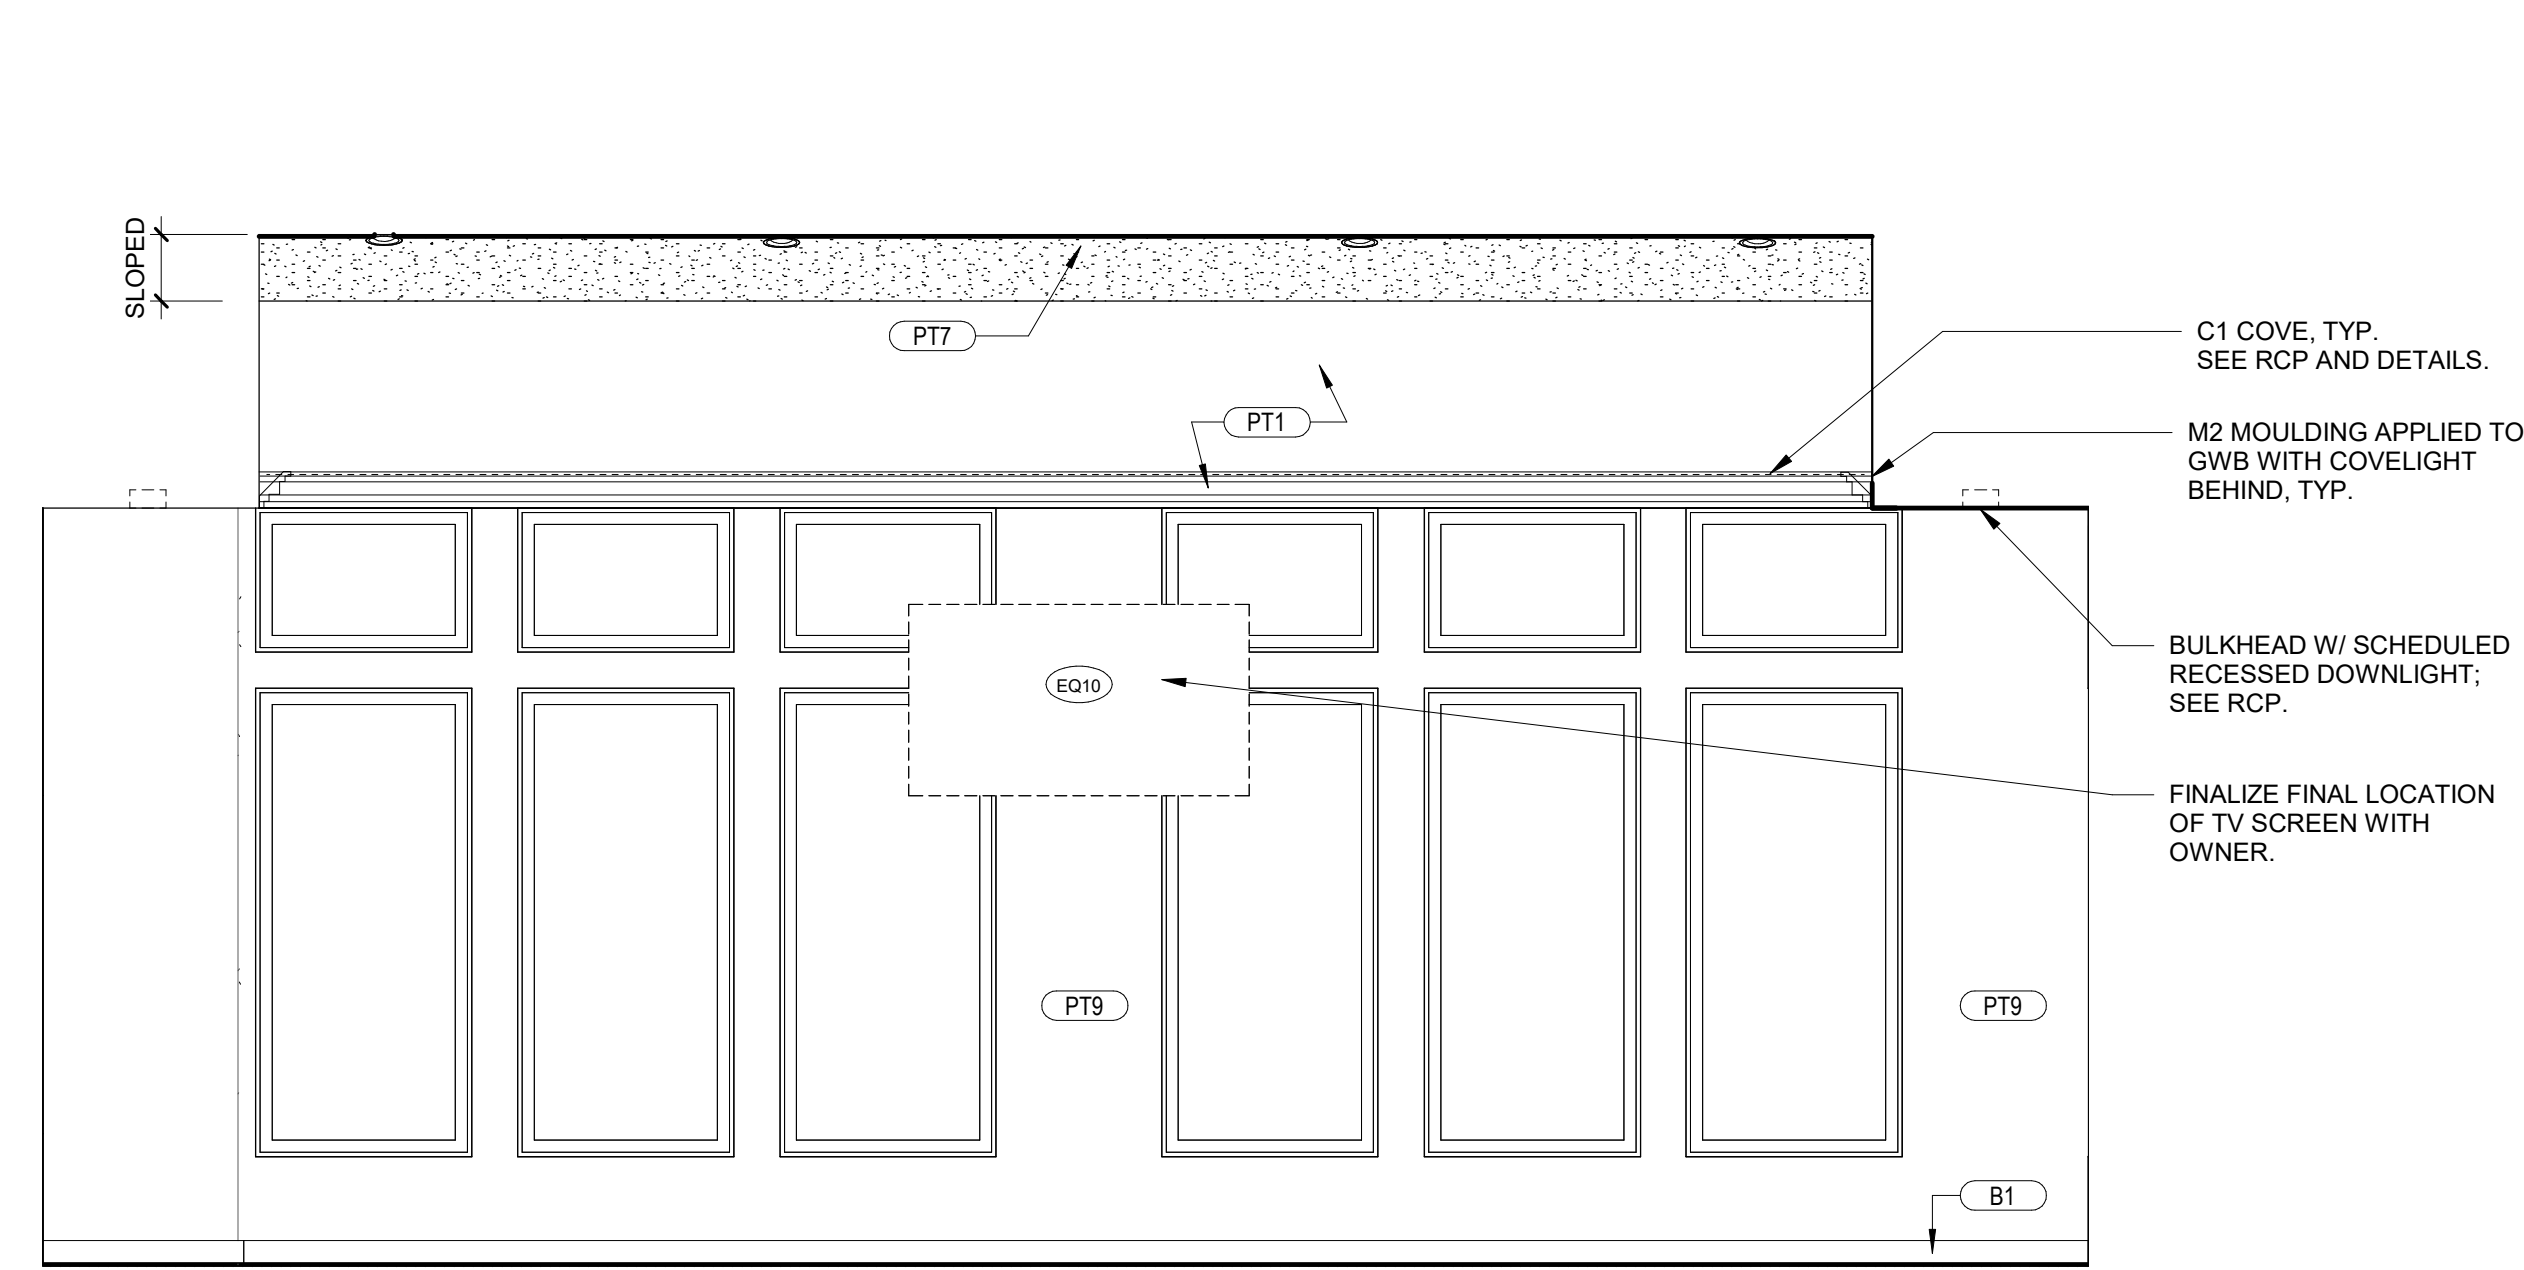 SLOPED
PT7
C1 COVE, TYP.
SEE RCP AND DETAILS.
PT1
M2 MOULDING APPLIED TO
GWB WITH COVELIGHT
BEHIND, TYP.
BULKHEAD W/ SCHEDULED
RECESSED DOWNLIGHT;
SEE RCP.
EQ10
FINALIZE FINAL LOCATION
OF TV SCREEN WITH
OWNER.
PT9
PT9
B1